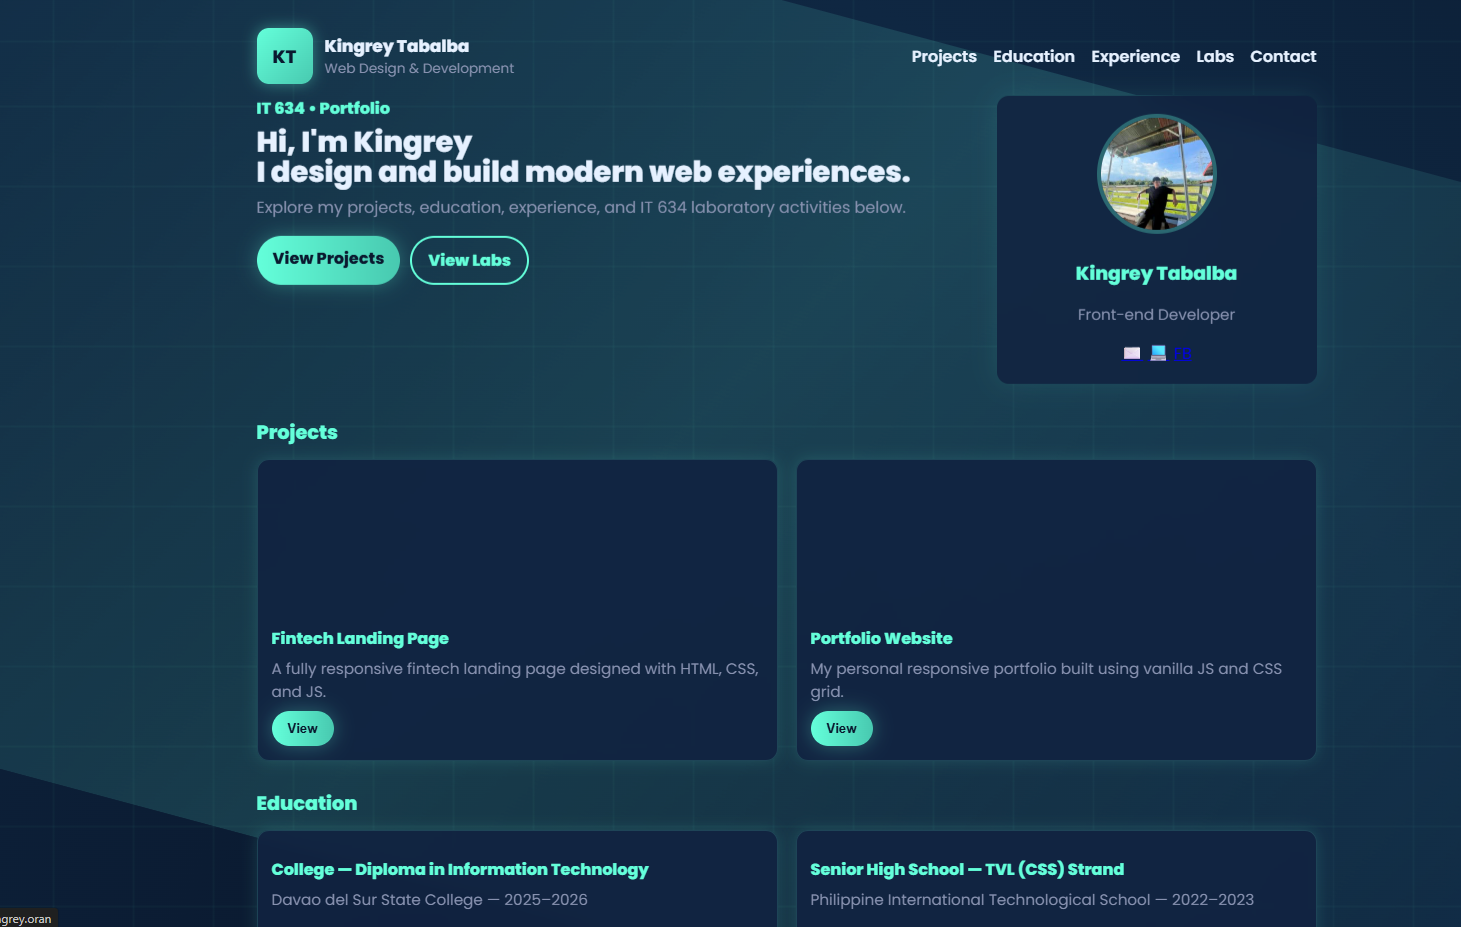 KT
Kingrey Tabalba
Web Design & Development
Projects Education Experience Labs Contact
IT 634 • Portfolio
Hi, I'm Kingrey
I design and build modern web experiences.
Explore my projects, education, experience, and IT 634 laboratory activities below.
View Projects
View Labs
Kingrey Tabalba
Front-end Developer
FB
Projects
Fintech Landing Page
A fully responsive fintech landing page designed with HTML, CSS,
and JS.
View
Portfolio Website
My personal responsive portfolio built using vanilla JS and CSS
grid.
View
Education
College — Diploma in Information Technology
Davao del Sur State College — 2025–2026
Senior High School — TVL (CSS) Strand
Philippine International Technological School — 2022–2023
grey.oran